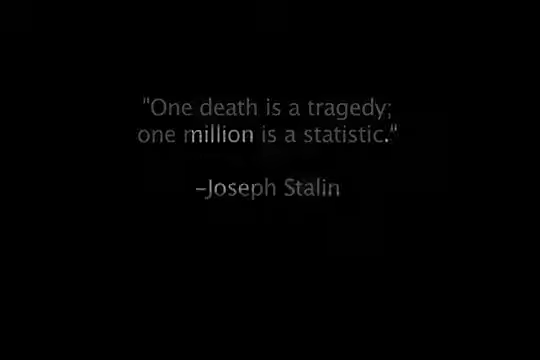 "One death is a tragedy;
one million is a statistic."
–Joseph Stalin